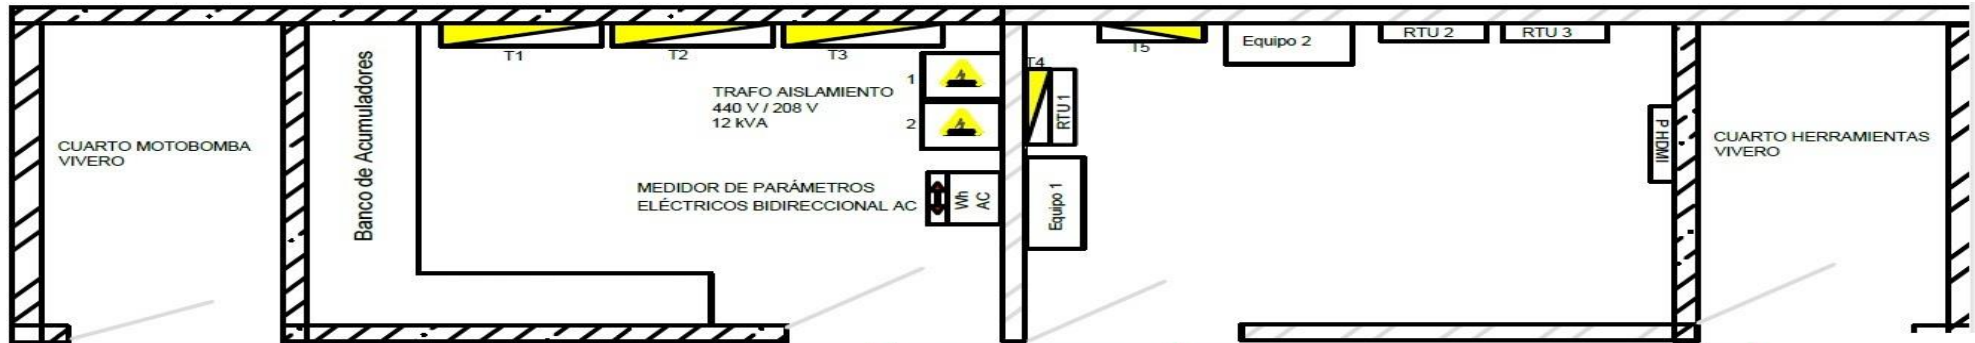 CUARTO MOTOBOMBA
VIVERO
Banco de Acumuladores
T1
T2
T3
TRAFO AISLAMIENTO
440 V / 208 V
12 kVA
1
2
MEDIDOR DE PARÁMETROS
ELÉCTRICOS BIDIRECCIONAL AC
Wh
AC
T4
RTU 1
Equipo 1
T5
Equipo 2
RTU 2
RTU 3
P HDMI
CUARTO HERRAMIENTAS
VIVERO